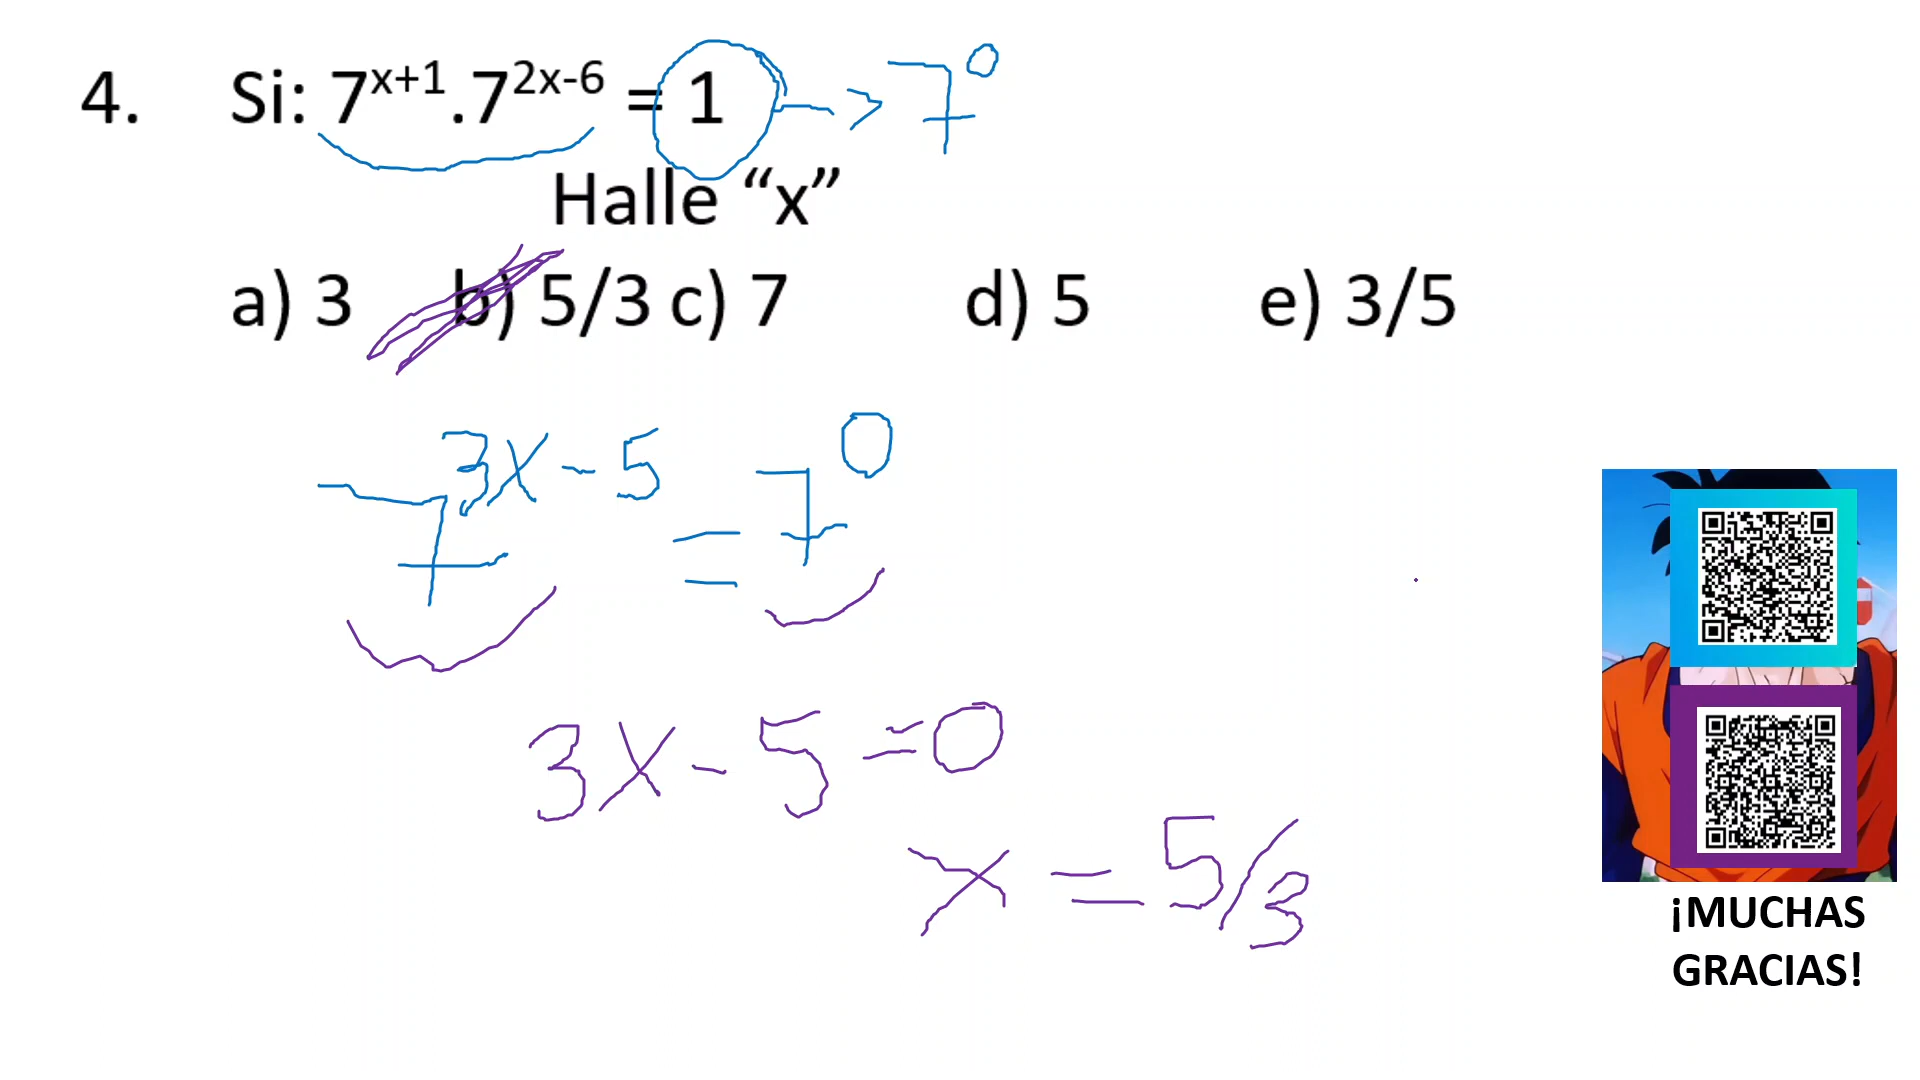 4. Si: 7^{x+1}.7^{2x-6} = 1 -> 7^0
Halle “x”
a) 3 b) 5/3 c) 7 d) 5 e) 3/5
7^{3x-5} = 7^0
3x - 5 = 0
x = 5/3
¡MUCHAS
GRACIAS!